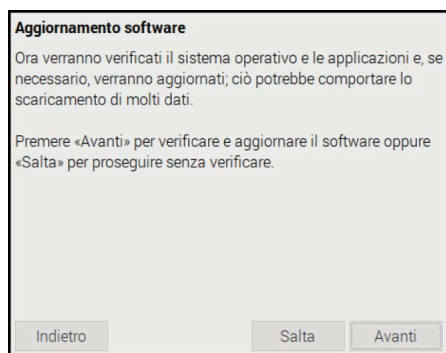 Aggiornamento software
Ora verranno verificati il sistema operativo e le applicazioni e, se
necessario, verranno aggiornati; ciò potrebbe comportare lo
scaricamento di molti dati.
Premere «Avanti» per verificare e aggiornare il software oppure
«Salta» per proseguire senza verificare.
Indietro
Salta
Avanti